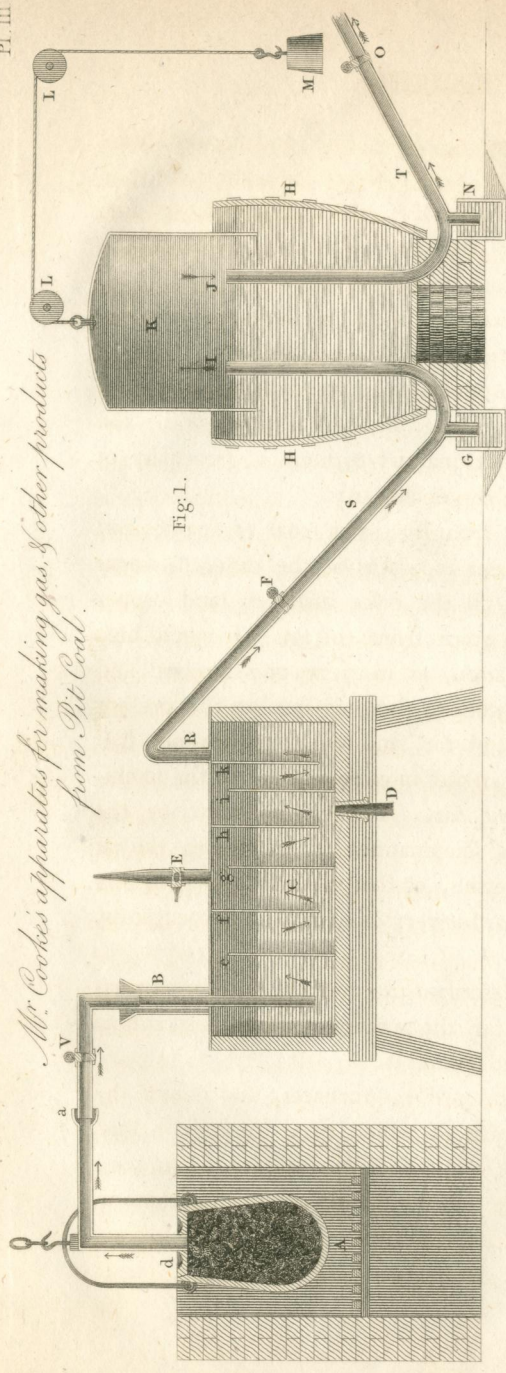 Pl. III
Mr. Cooke's apparatus for making gas, & other products
from Pit Coal
Fig: 1.
L
L
M
K
H
H
I
J
T
O
N
G
S
F
R
E
B
V
a
d
A
e
f
g
h
i
k
C
D